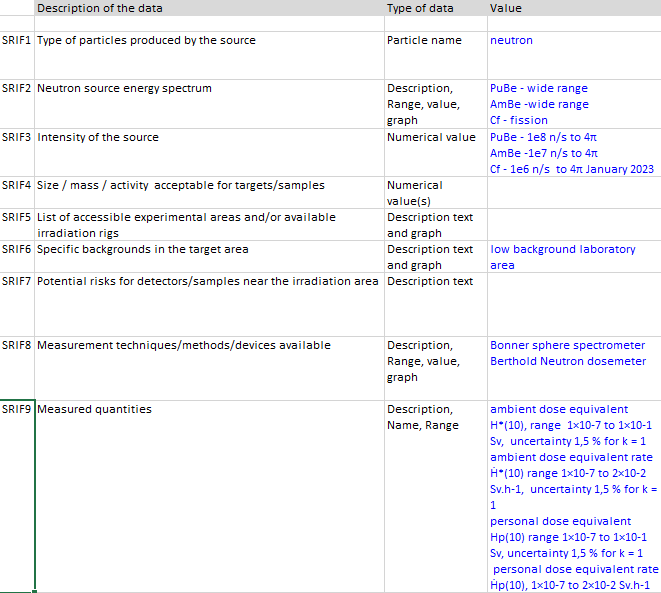 Description of the data Type of data Value
SRIF1 Type of particles produced by the source Particle name neutron
SRIF2 Neutron source energy spectrum Description, PuBe - wide range
Range, value, AmBe -wide range
graph Cf - fission
SRIF3 Intensity of the source Numerical value PuBe - 1e8 n/s to 4π
AmBe -1e7 n/s to 4π
Cf - 1e6 n/s to 4π January 2023
SRIF4 Size / mass / activity acceptable for targets/samples Numerical
value(s)
SRIF5 List of accessible experimental areas and/or available Description text
irradiation rigs and graph
SRIF6 Specific backgrounds in the target area Description text low background laboratory
and graph area
SRIF7 Potential risks for detectors/samples near the irradiation area Description text
SRIF8 Measurement techniques/methods/devices available Description, Bonner sphere spectrometer
Range, value, Berthold Neutron dosemeter
graph
SRIF9 Measured quantities Description, ambient dose equivalent
Name, Range H*(10), range 1×10-7 to 1×10-1
Sv, uncertainty 1,5 % for k = 1
ambient dose equivalent rate
Ḣ*(10) range 1×10-7 to 2×10-2
Sv.h-1, uncertainty 1,5 % for k =
1
personal dose equivalent
Hp(10) range 1×10-7 to 1×10-1
Sv, uncertainty 1,5 % for k = 1
personal dose equivalent rate
Ḣp(10), 1×10-7 to 2×10-2 Sv.h-1